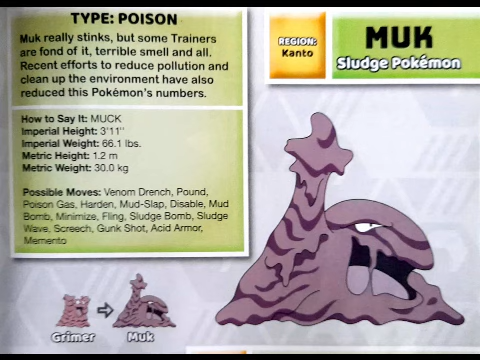 TYPE: POISON
Muk really stinks, but some Trainers
are fond of it, terrible smell and all.
Recent efforts to reduce pollution and
clean up the environment have also
reduced this Pokémon's numbers.
How to Say It: MUCK
Imperial Height: 3'11"
Imperial Weight: 66.1 lbs.
Metric Height: 1.2 m
Metric Weight: 30.0 kg
Possible Moves: Venom Drench, Pound,
Poison Gas, Harden, Mud-Slap, Disable, Mud
Bomb, Minimize, Fling, Sludge Bomb, Sludge
Wave, Screech, Gunk Shot, Acid Armor,
Memento
REGION:
Kanto
MUK
Sludge Pokémon
Grimer
Muk